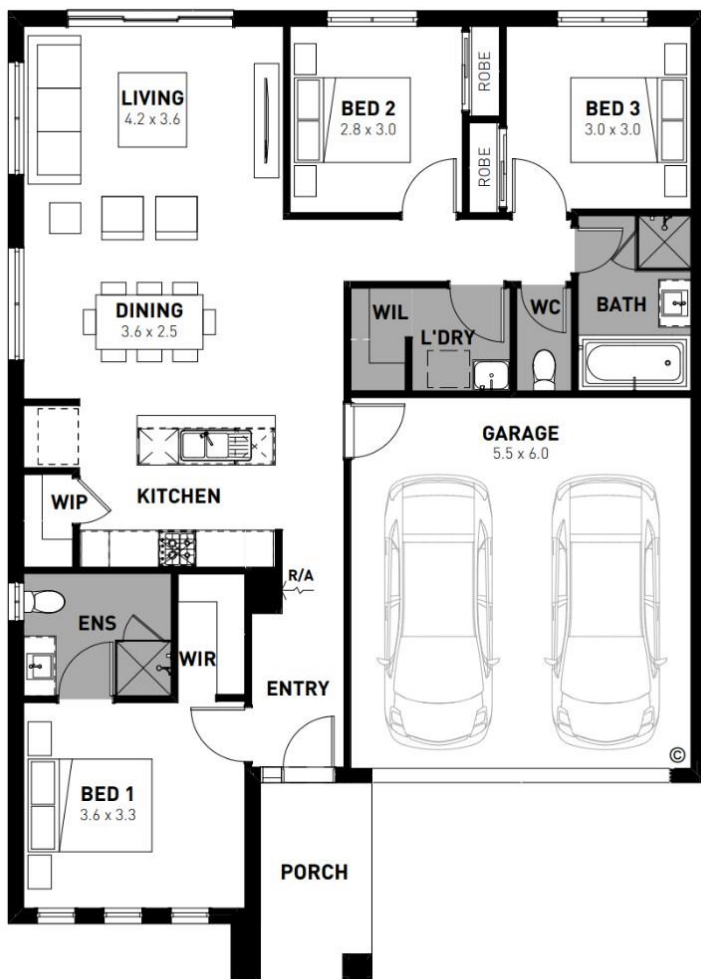 LIVING
4.2 x 3.6
BED 2
2.8 x 3.0
ROBE
ROBE
BED 3
3.0 x 3.0
DINING
3.6 x 2.5
WIL
L'DRY
WC
BATH
GARAGE
5.5 x 6.0
WIP
KITCHEN
R/A
ENS
WIR
ENTRY
BED 1
3.6 x 3.3
PORCH
©